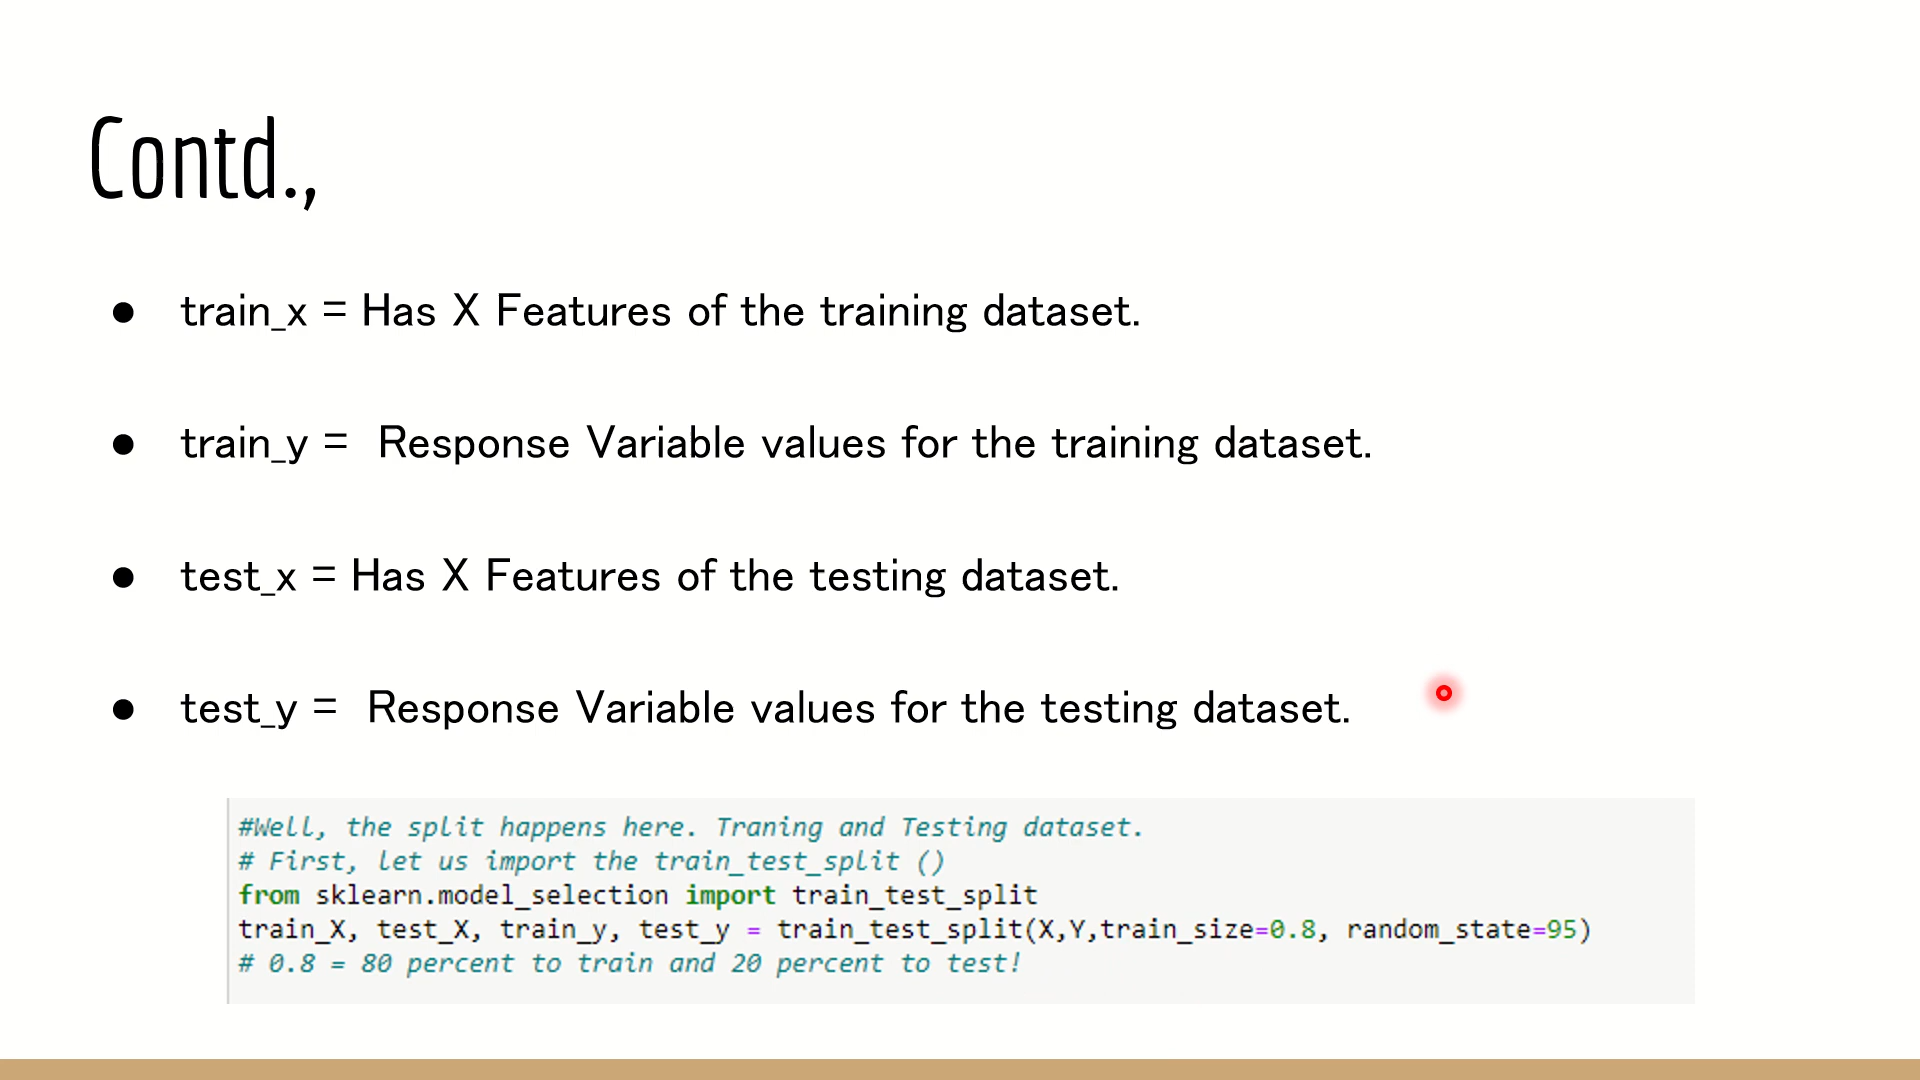 Contd.,
● train_x = Has X Features of the training dataset.
● train_y = Response Variable values for the training dataset.
● test_x = Has X Features of the testing dataset.
● test_y = Response Variable values for the testing dataset.
#Well, the split happens here. Traning and Testing dataset.
# First, let us import the train_test_split ()
from sklearn.model_selection import train_test_split
train_X, test_X, train_y, test_y = train_test_split(X,Y,train_size=0.8, random_state=95)
# 0.8 = 80 percent to train and 20 percent to test!